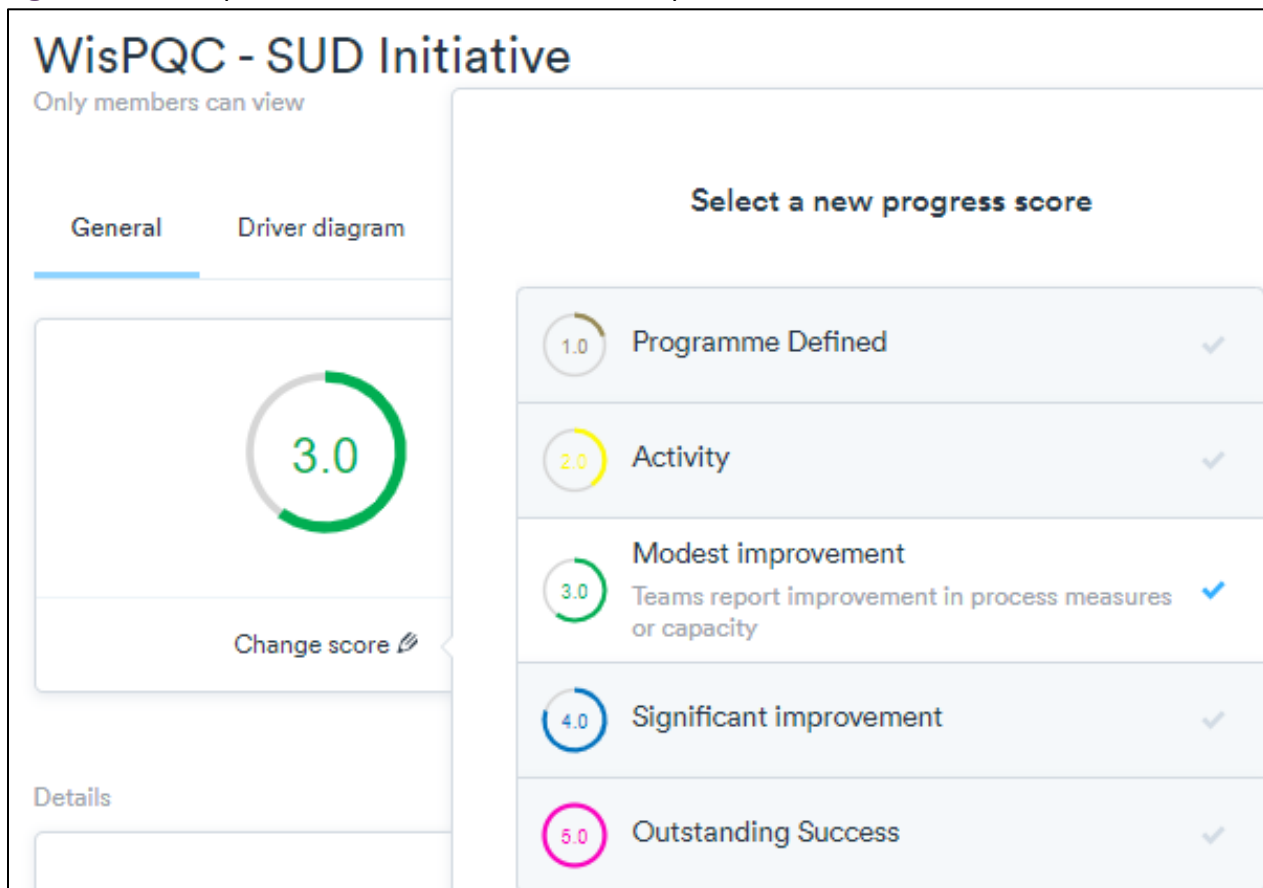 WisPQC - SUD Initiative
Only members can view
General
Driver diagram
3.0
Change score
Details
Select a new progress score
1.0 Programme Defined
2.0 Activity
3.0 Modest improvement
Teams report improvement in process measures
or capacity
4.0 Significant improvement
5.0 Outstanding Success